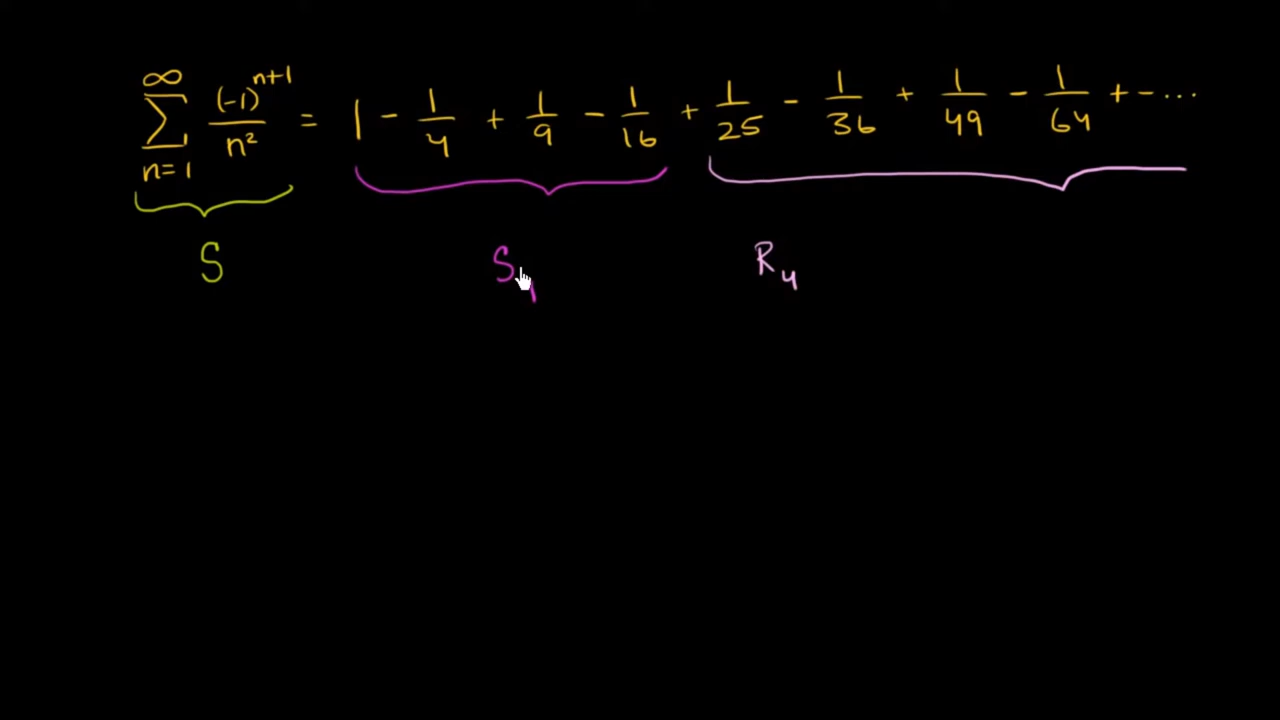 ∞ ∑ n=1 (-1)^(n+1) / n² = 1 - 1/4 + 1/9 - 1/16 + 1/25 - 1/36 + 1/49 - 1/64 + - ...
S S₄ R₄